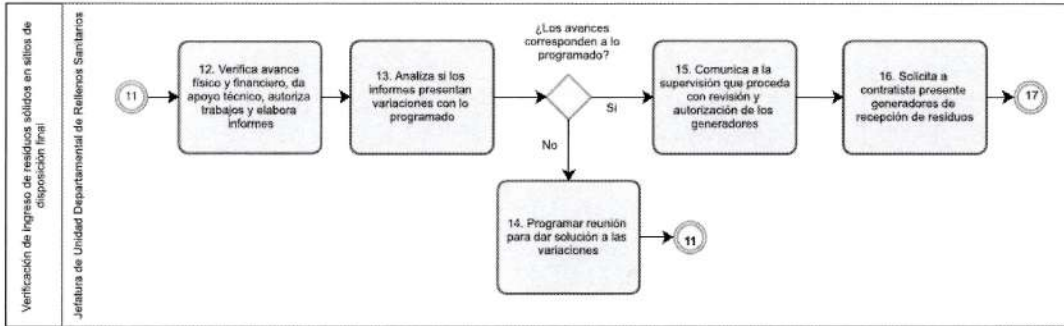 Verificación de ingreso de residuos sólidos en sitios de
disposición final
Jefatura de Unidad Departamental de Rellenos Sanitarios
11
12. Verifica avance
físico y financiero, da
apoyo técnico, autoriza
trabajos y elabora
informes
13. Analiza si los
informes presentan
variaciones con lo
programado
¿Los avances
corresponden a lo
programado?
Si
No
15. Comunica a la
supervisión que proceda
con revisión y
autorización de los
generadores
16. Solicita a
contratista presente
generadores de
recepción de residuos
17
14. Programar reunión
para dar solución a las
variaciones
11